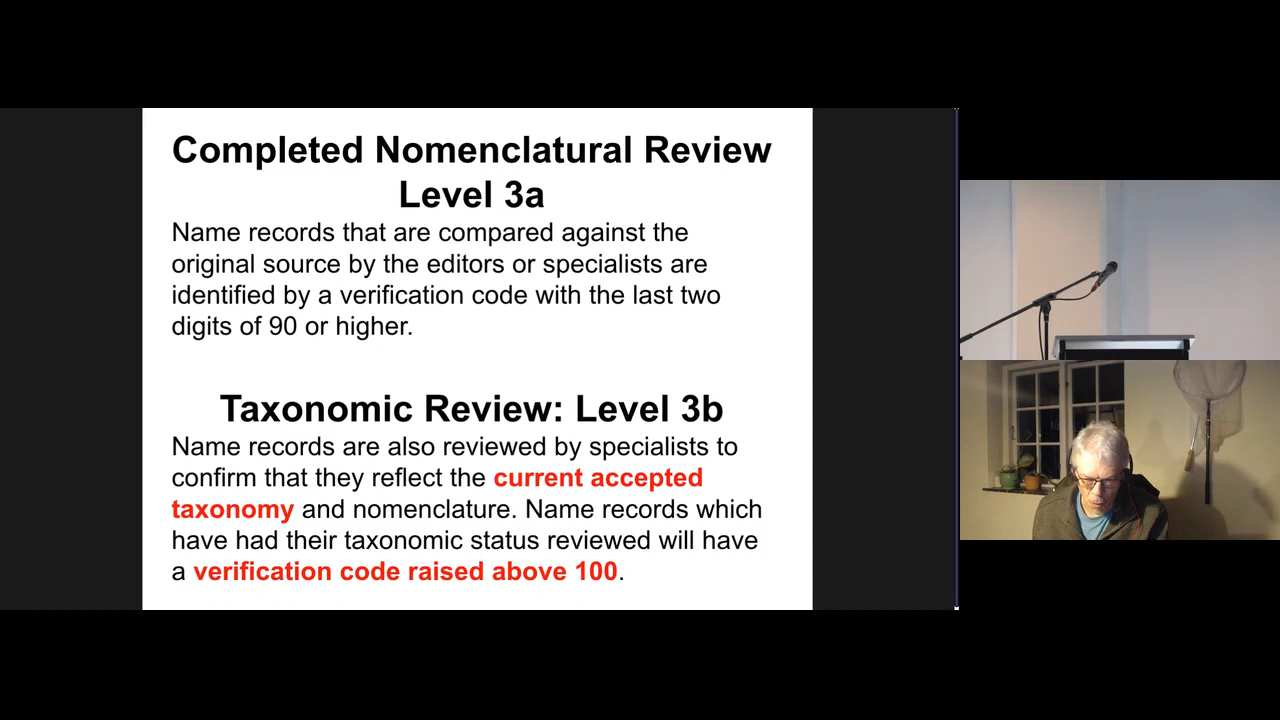 Completed Nomenclatural Review
Level 3a
Name records that are compared against the
original source by the editors or specialists are
identified by a verification code with the last two
digits of 90 or higher.
Taxonomic Review: Level 3b
Name records are also reviewed by specialists to
confirm that they reflect the current accepted
taxonomy and nomenclature. Name records which
have had their taxonomic status reviewed will have
a verification code raised above 100.